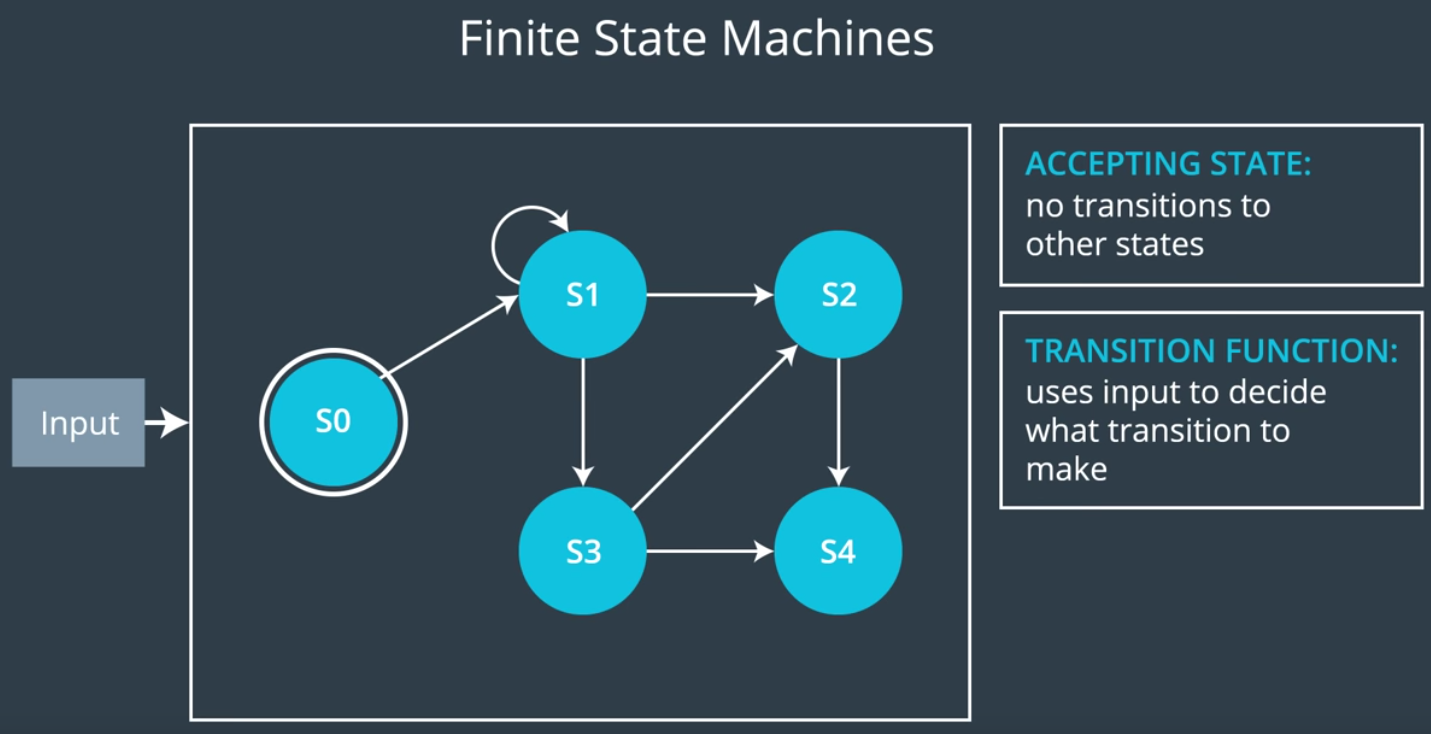 Finite State Machines
Input
S0
S1
S2
S3
S4
ACCEPTING STATE:
no transitions to
other states
TRANSITION FUNCTION:
uses input to decide
what transition to
make